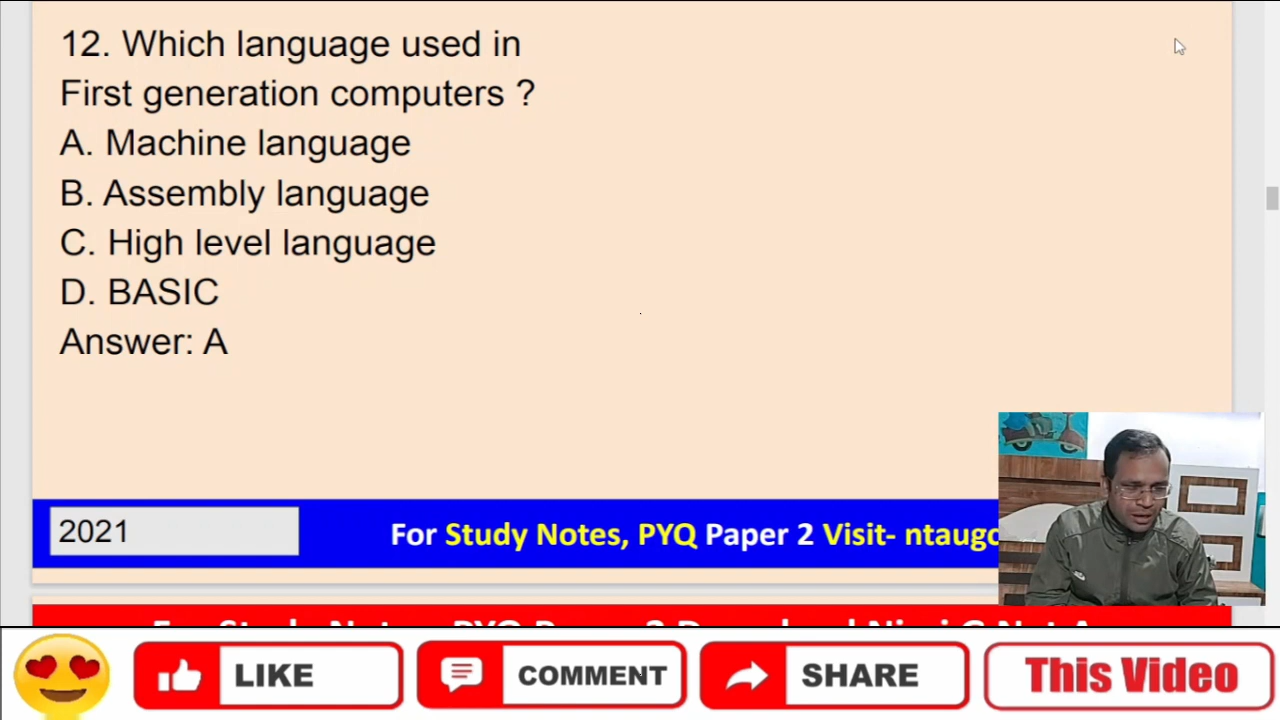 12. Which language used in
First generation computers ?
A. Machine language
B. Assembly language
C. High level language
D. BASIC
Answer: A
2021
For Study Notes, PYQ Paper 2 Visit- ntaugc
LIKE
COMMENT
SHARE
This Video